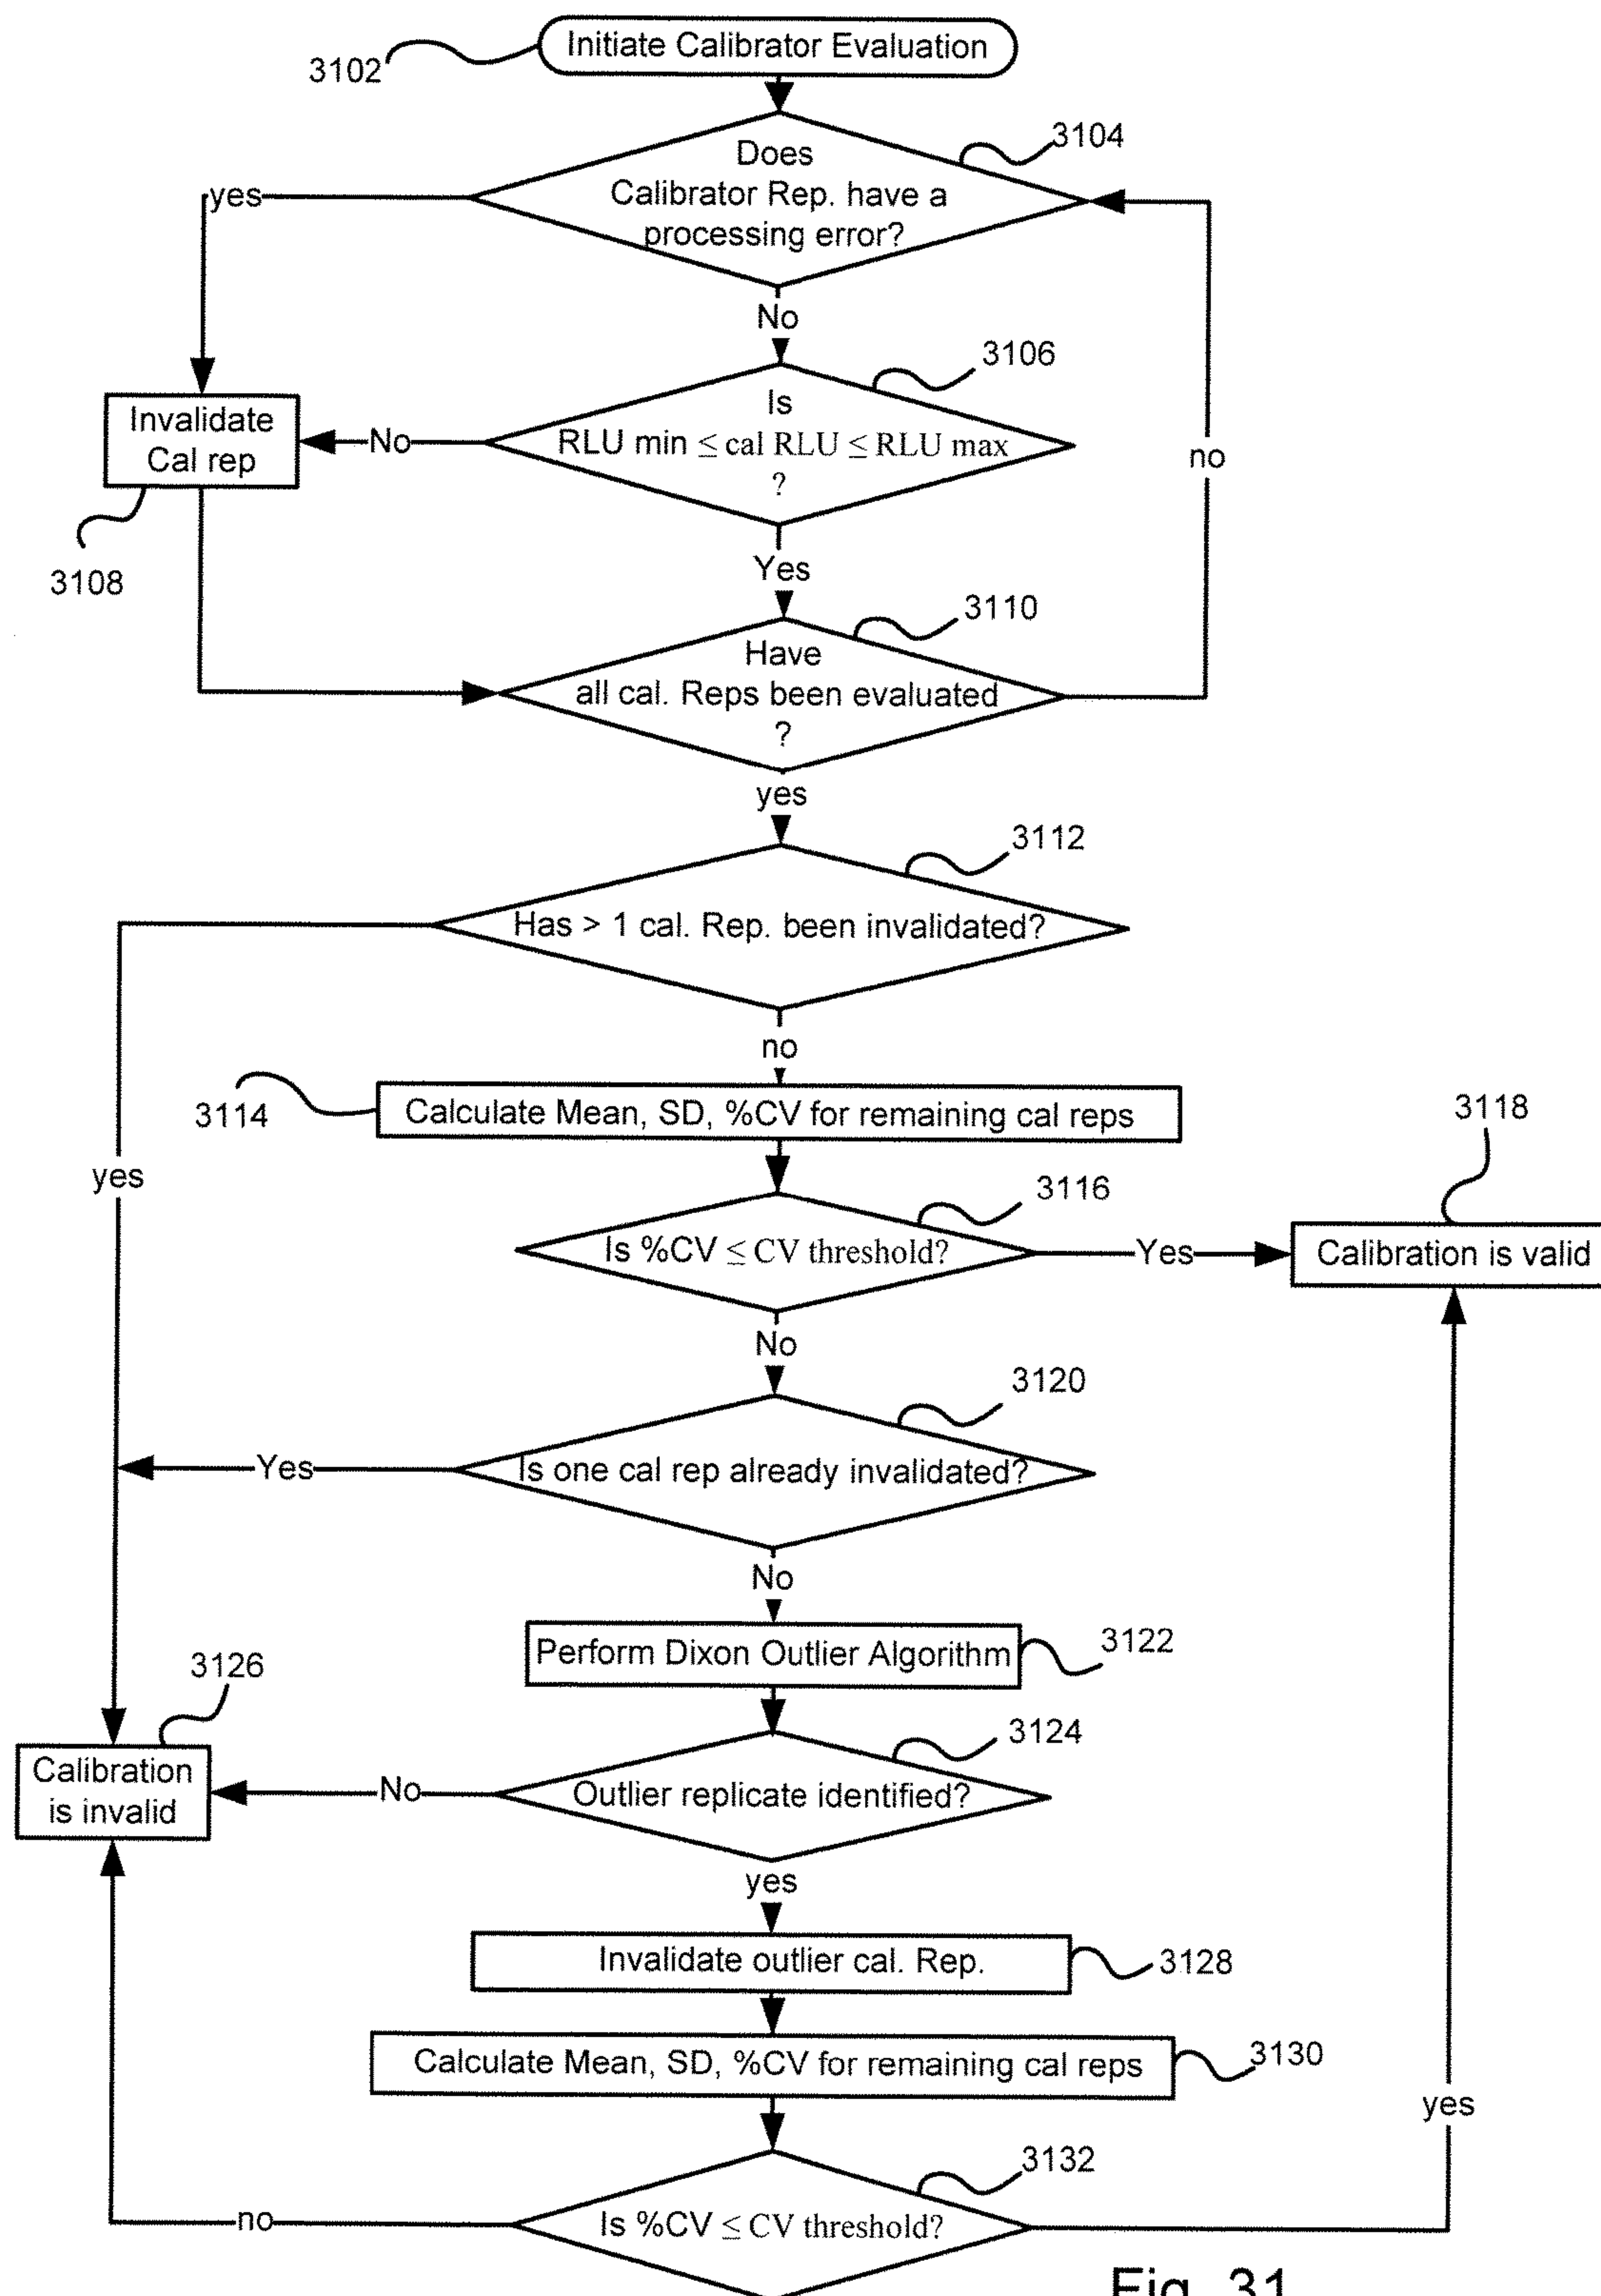 Initiate Calibrator Evaluation
3102
3104
Does
Calibrator Rep. have a
processing error?
yes
No
3106
Is
RLU min ≤ cal RLU ≤ RLU max
?
No
Invalidate
Cal rep
no
3108
Yes
3110
Have
all cal. Reps been evaluated
?
yes
3112
Has > 1 cal. Rep. been invalidated?
no
3114
Calculate Mean, SD, %CV for remaining cal reps
3118
yes
3116
Is %CV ≤ CV threshold?
Yes
Calibration is valid
No
3120
Is one cal rep already invalidated?
Yes
No
Perform Dixon Outlier Algorithm
3122
3126
3124
Calibration
is invalid
No
Outlier replicate identified?
yes
Invalidate outlier cal. Rep.
3128
Calculate Mean, SD, %CV for remaining cal reps
3130
yes
3132
Is %CV ≤ CV threshold?
no
Fig. 31